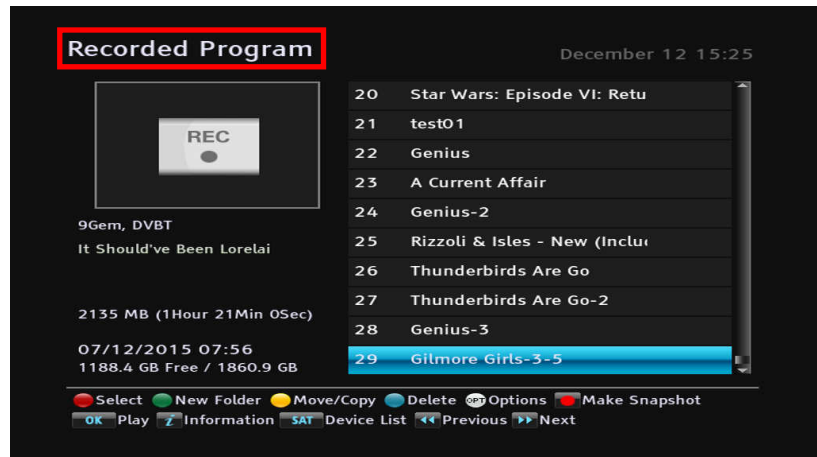 Recorded Program
December 12 15:25
REC
9Gem, DVBT
It Should've Been Lorelai
2135 MB (1Hour 21Min 0Sec)
07/12/2015 07:56
1188.4 GB Free / 1860.9 GB
20 Star Wars: Episode VI: Retu
21 test01
22 Genius
23 A Current Affair
24 Genius-2
25 Rizzoli & Isles - New (Inclu
26 Thunderbirds Are Go
27 Thunderbirds Are Go-2
28 Genius-3
29 Gilmore Girls-3-5
Select New Folder Move/Copy Delete OPT Options Make Snapshot
OK Play i Information SAT Device List Previous Next